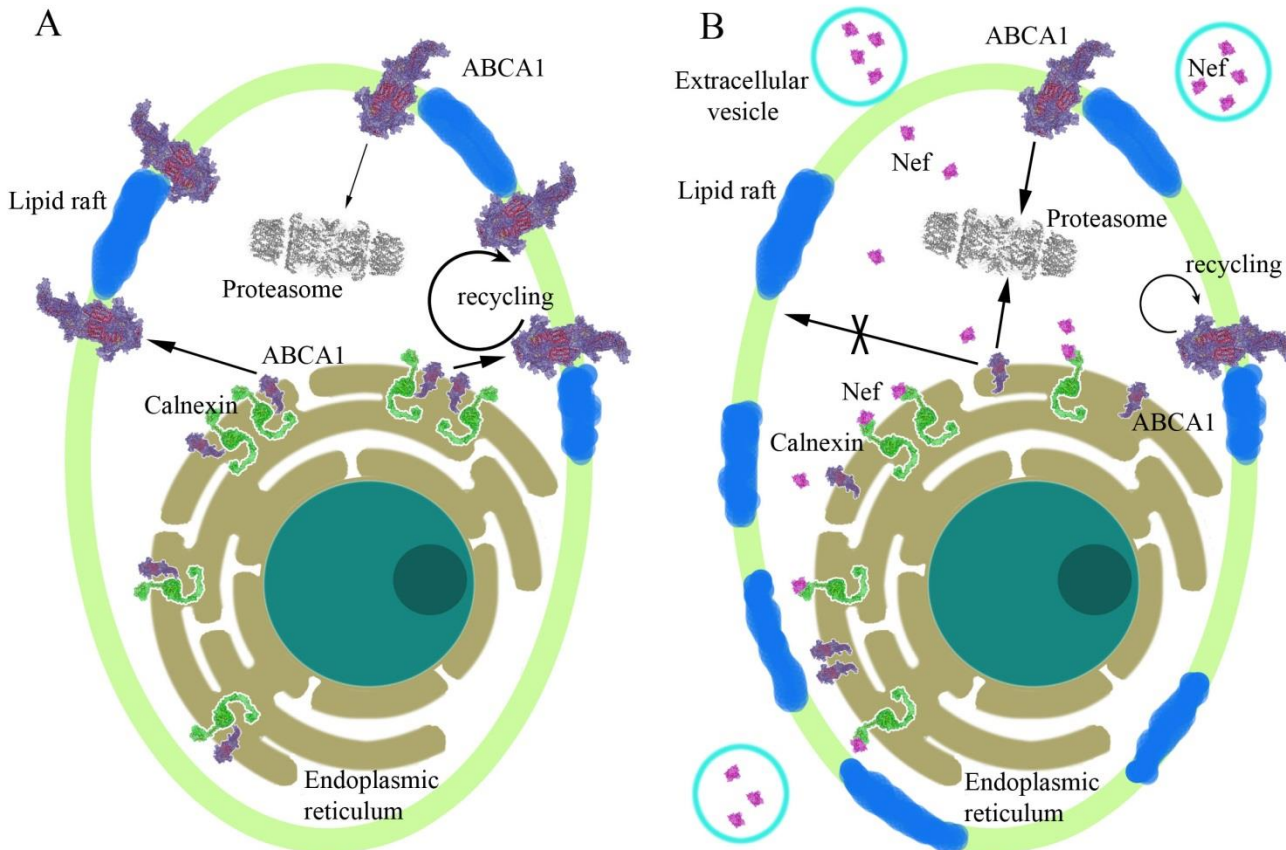 A
ABCA1
Lipid raft
Proteasome
recycling
ABCA1
Calnexin
Endoplasmic
reticulum
B
ABCA1
Extracellular
vesicle
Nef
Nef
Lipid raft
Proteasome
recycling
Nef
ABCA1
Calnexin
Endoplasmic
reticulum